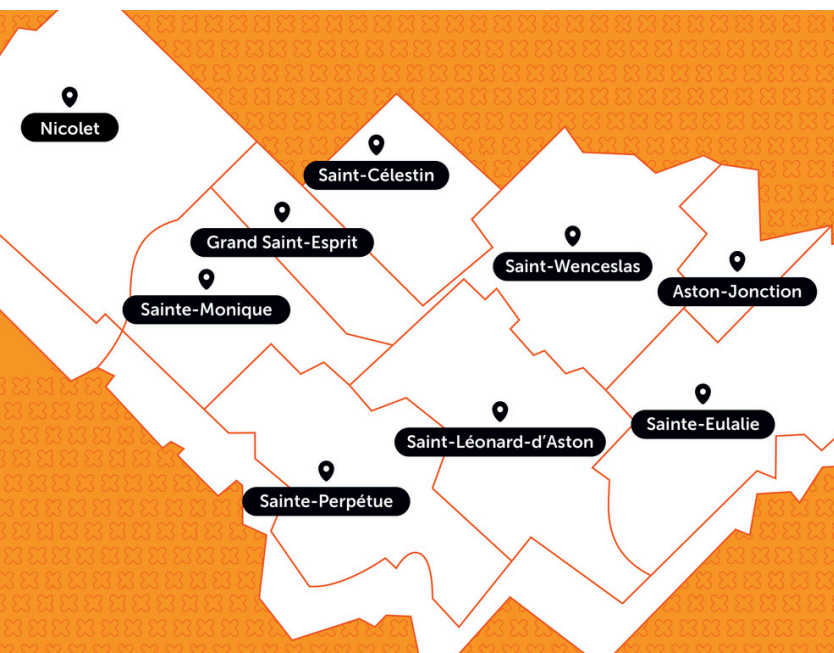 Nicolet
Saint-Célestin
Grand Saint-Esprit
Saint-Wenceslas
Aston-Jonction
Sainte-Monique
Sainte-Eulalie
Saint-Léonard-d’Aston
Sainte-Perpétue